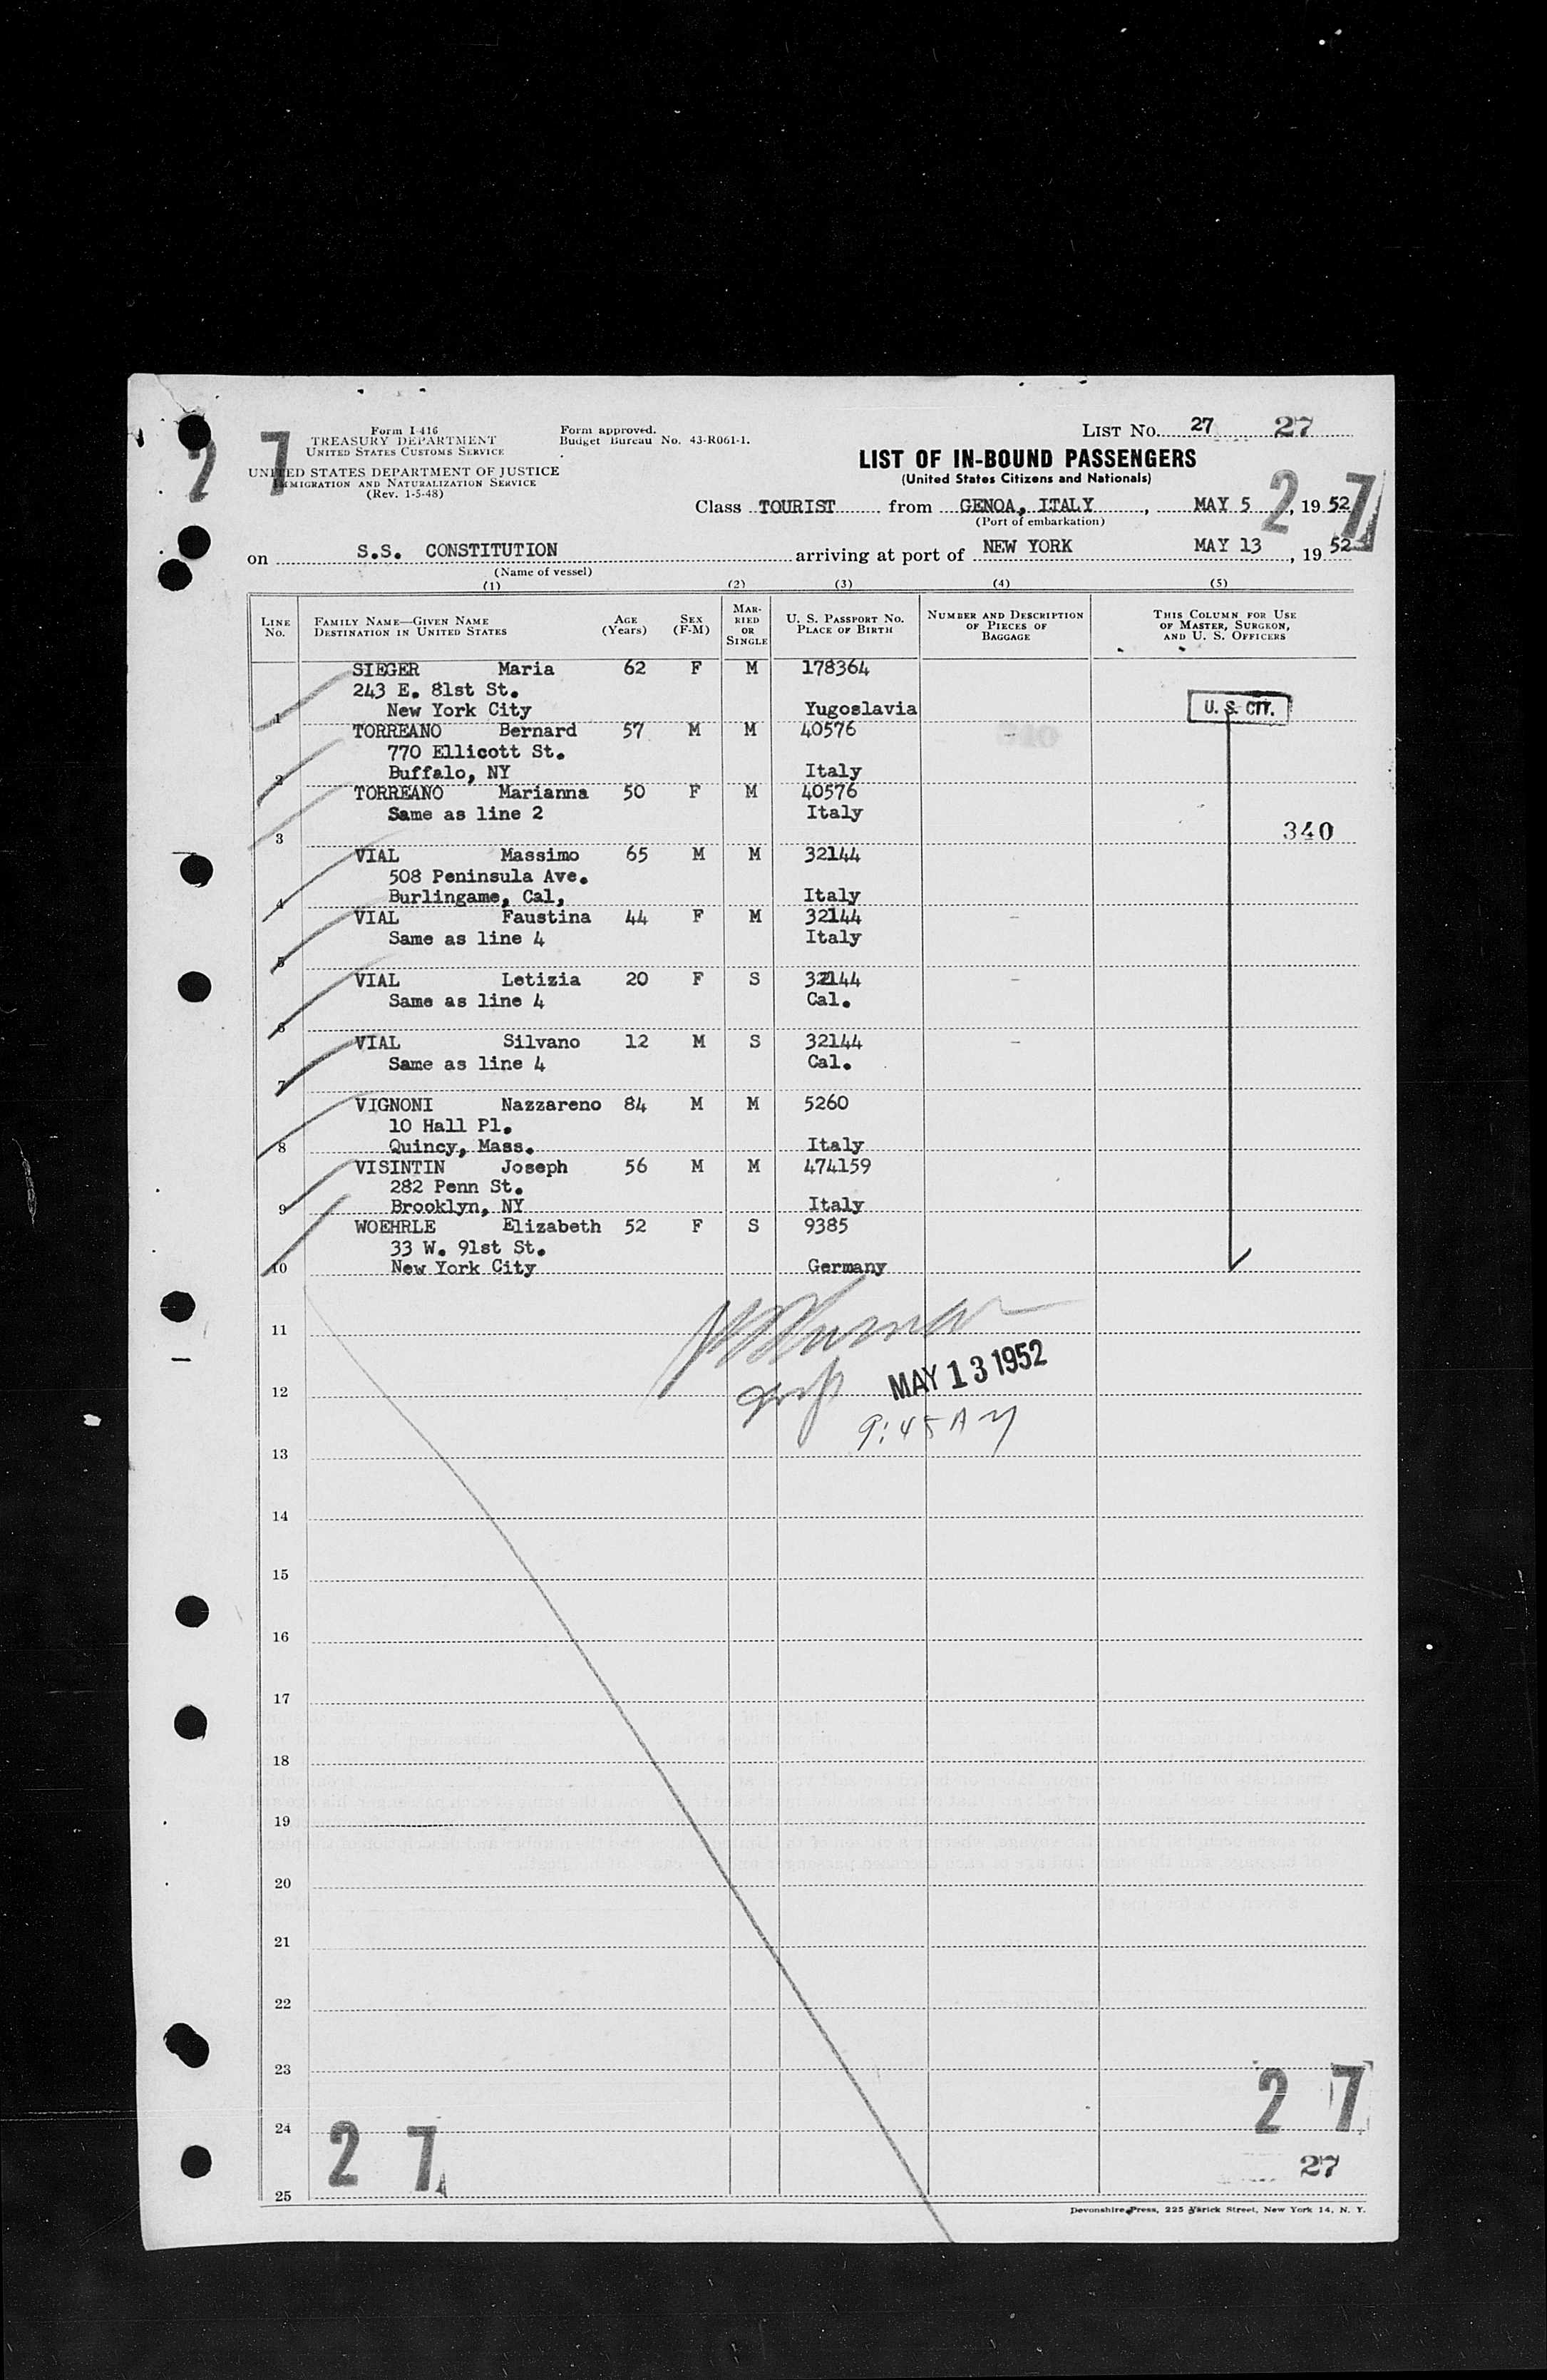 Form I-416
TREASURY DEPARTMENT
UNITED STATES CUSTOMS SERVICE
UNITED STATES DEPARTMENT OF JUSTICE
IMMIGRATION AND NATURALIZATION SERVICE
(Rev. 1-5-48)
Form approved.
Budget Bureau No. 43-R061-1.
LIST NO. 27 27
2 7
LIST OF IN-BOUND PASSENGERS
(United States Citizens and Nationals)
2 7
Class TOURIST from GENOA, ITALY, MAY 5, 1952
(Port of embarkation)
on S.S. CONSTITUTION arriving at port of NEW YORK MAY 13, 1952
(Name of vessel)
(1) (2) (3) (4) (5)
LINE NO. FAMILY NAME—GIVEN NAME DESTINATION IN UNITED STATES AGE (Years) SEX (F-M) MARRIED OR SINGLE U. S. PASSPORT NO. PLACE OF BIRTH NUMBER AND DESCRIPTION OF PIECES OF BAGGAGE THIS COLUMN FOR USE OF MASTER, SURGEON, AND U. S. OFFICERS
SIEGER Maria 62 F M 178364
243 E. 81st St.
1 New York City Yugoslavia U. S. CIT.
TORREANO Bernard 57 M M 40576 -
770 Ellicott St.
2 Buffalo, NY Italy
TORREANO Marianna 50 F M 40576
Same as line 2 Italy
3 340
VIAL Massimo 65 M M 32144
508 Peninsula Ave.
4 Burlingame, Cal, Italy
VIAL Faustina 44 F M 32144 -
Same as line 4 Italy
5
VIAL Letizia 20 F S 32144 -
Same as line 4 Cal.
6
VIAL Silvano 12 M S 32144 -
Same as line 4 Cal.
7
VIGNONI Nazzareno 84 M M 5260
10 Hall Pl.
8 Quincy, Mass. Italy
VISINTIN Joseph 56 M M 474159
282 Penn St.
9 Brooklyn, NY Italy
WOEHRLE Elizabeth 52 F S 9385
33 W. 91st St.
10 New York City Germany
11
12 MAY 13 1952
9:45 AM
13
14
15
16
17
18
19
20
21
22
23
2 7
24
2 7
27
25
Devonshire Press, 225 Varick Street, New York 14, N. Y.